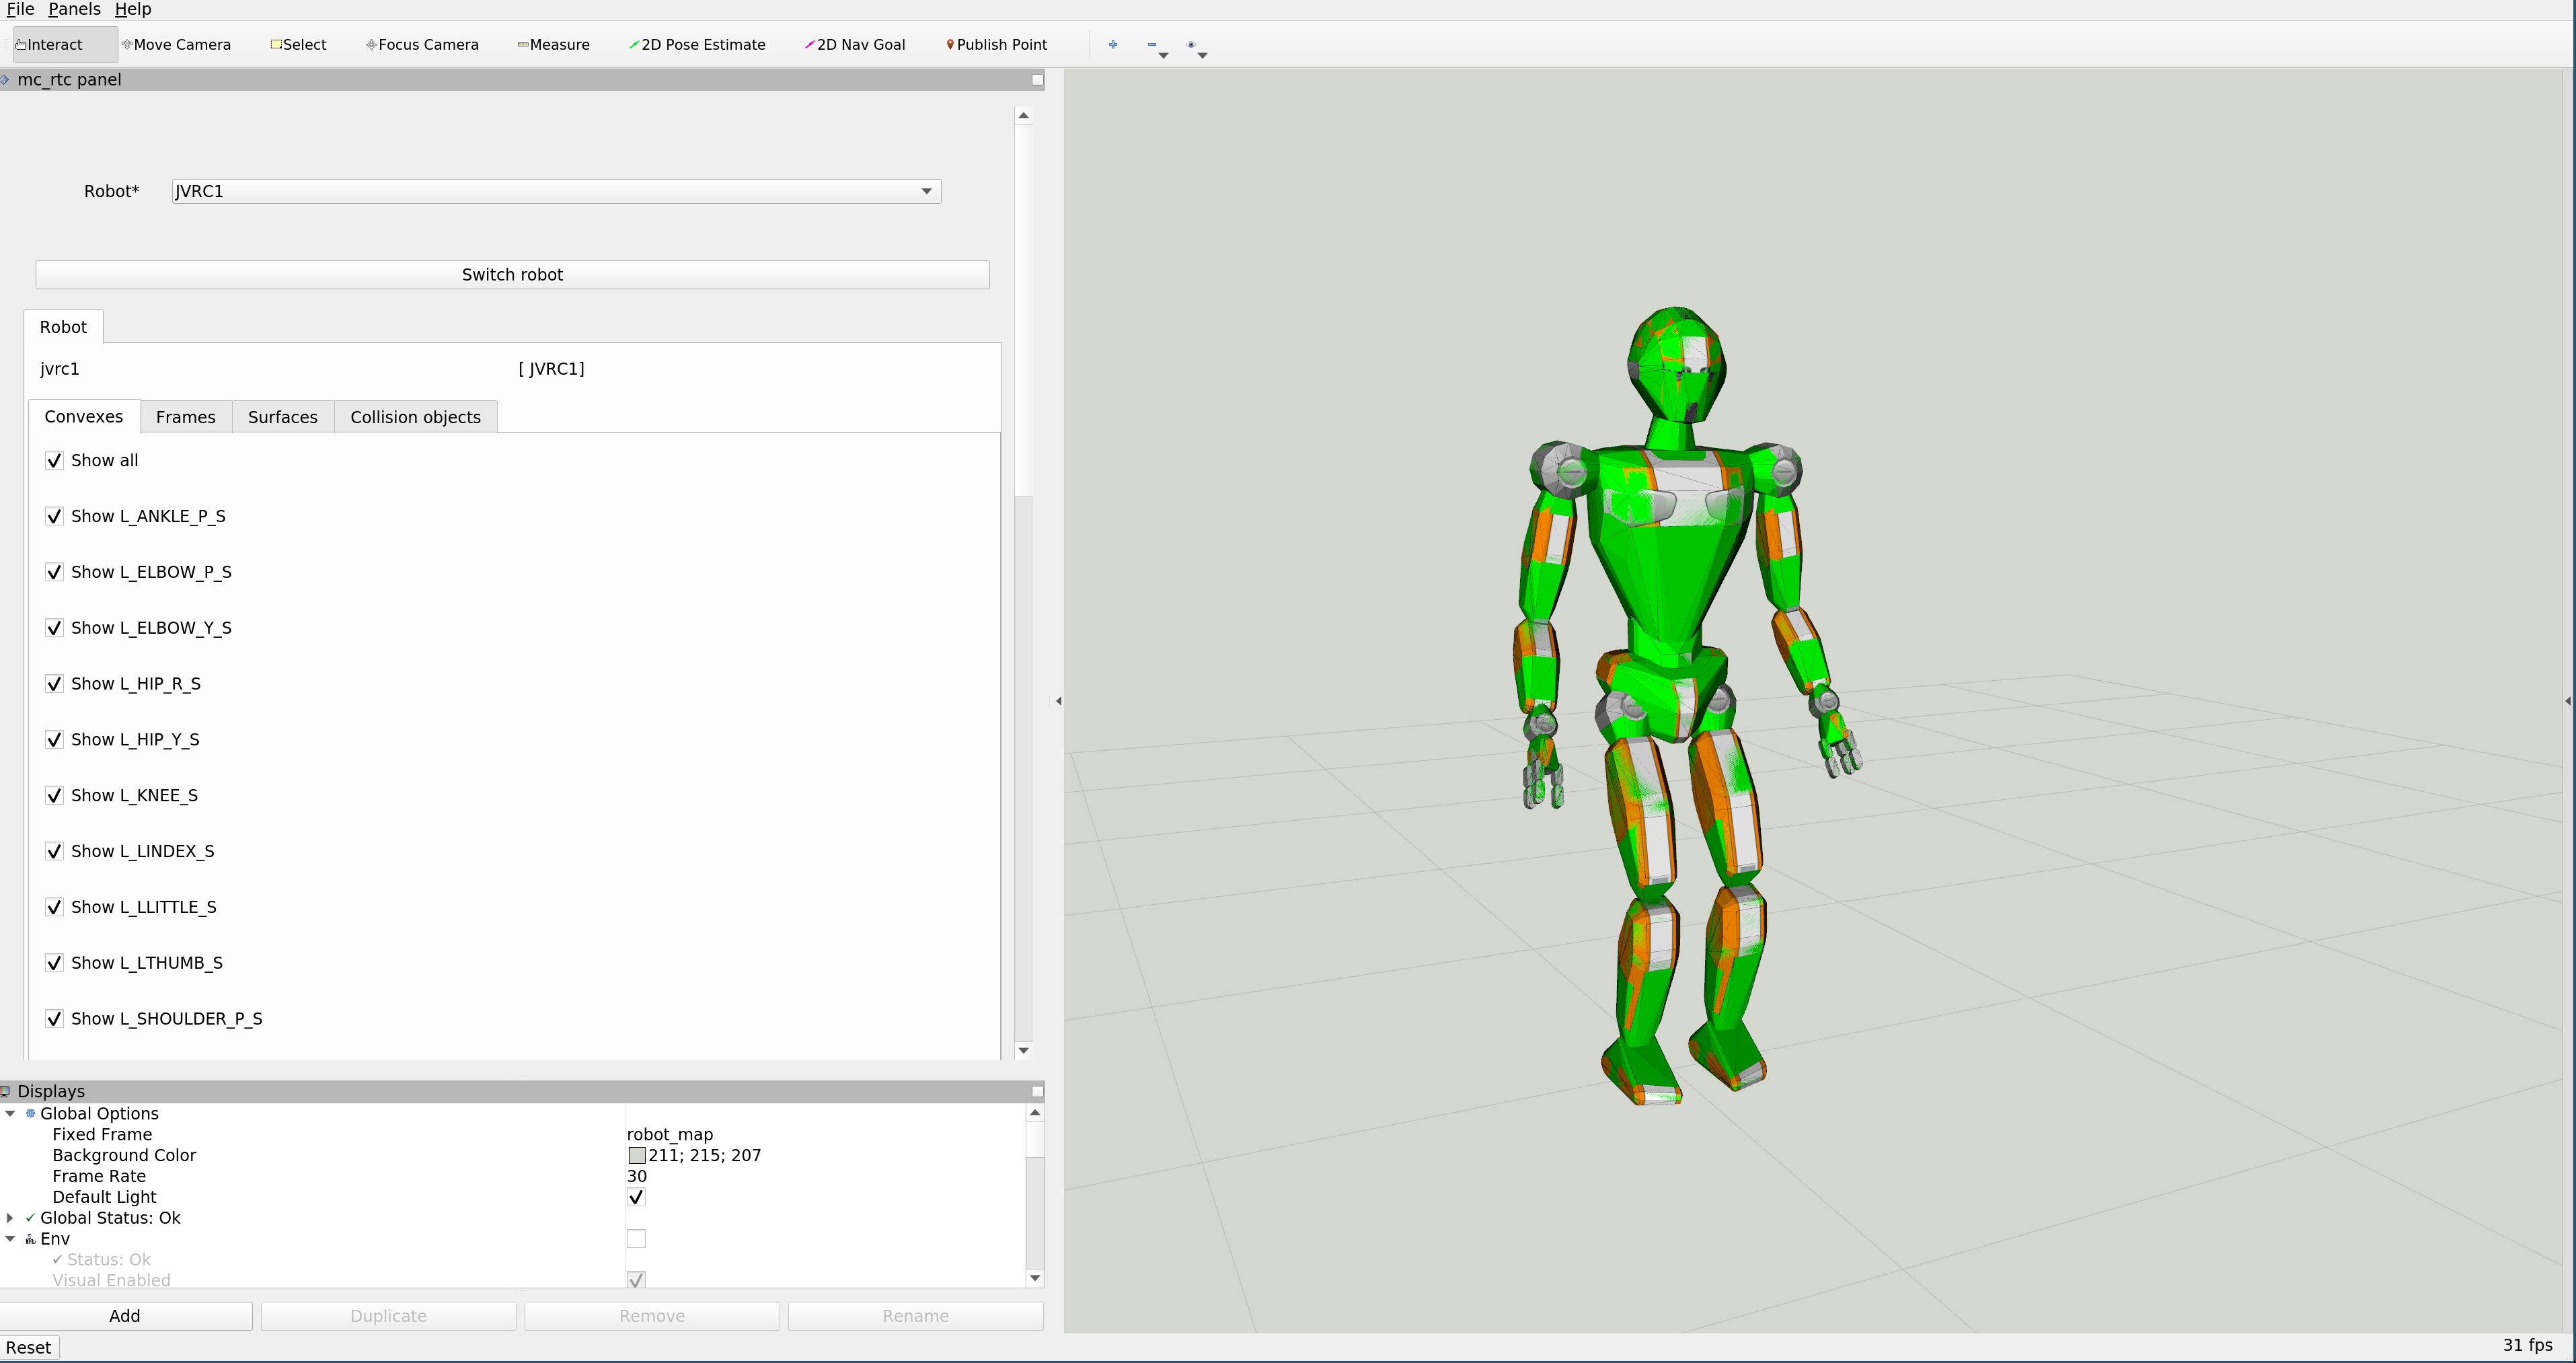 File Panels Help
Interact Move Camera Select Focus Camera Measure 2D Pose Estimate 2D Nav Goal Publish Point
mc_rtc panel
Robot* JVRC1
Switch robot
Robot
jvrc1 [ JVRC1]
Convexes Frames Surfaces Collision objects
Show all
Show L_ANKLE_P_S
Show L_ELBOW_P_S
Show L_ELBOW_Y_S
Show L_HIP_R_S
Show L_HIP_Y_S
Show L_KNEE_S
Show L_LINDEX_S
Show L_LLITTLE_S
Show L_LTHUMB_S
Show L_SHOULDER_P_S
Displays
Global Options
Fixed Frame robot_map
Background Color 211; 215; 207
Frame Rate 30
Default Light
Global Status: Ok
Env
Status: Ok
Visual Enabled
Add Duplicate Remove Rename
Reset 31 fps